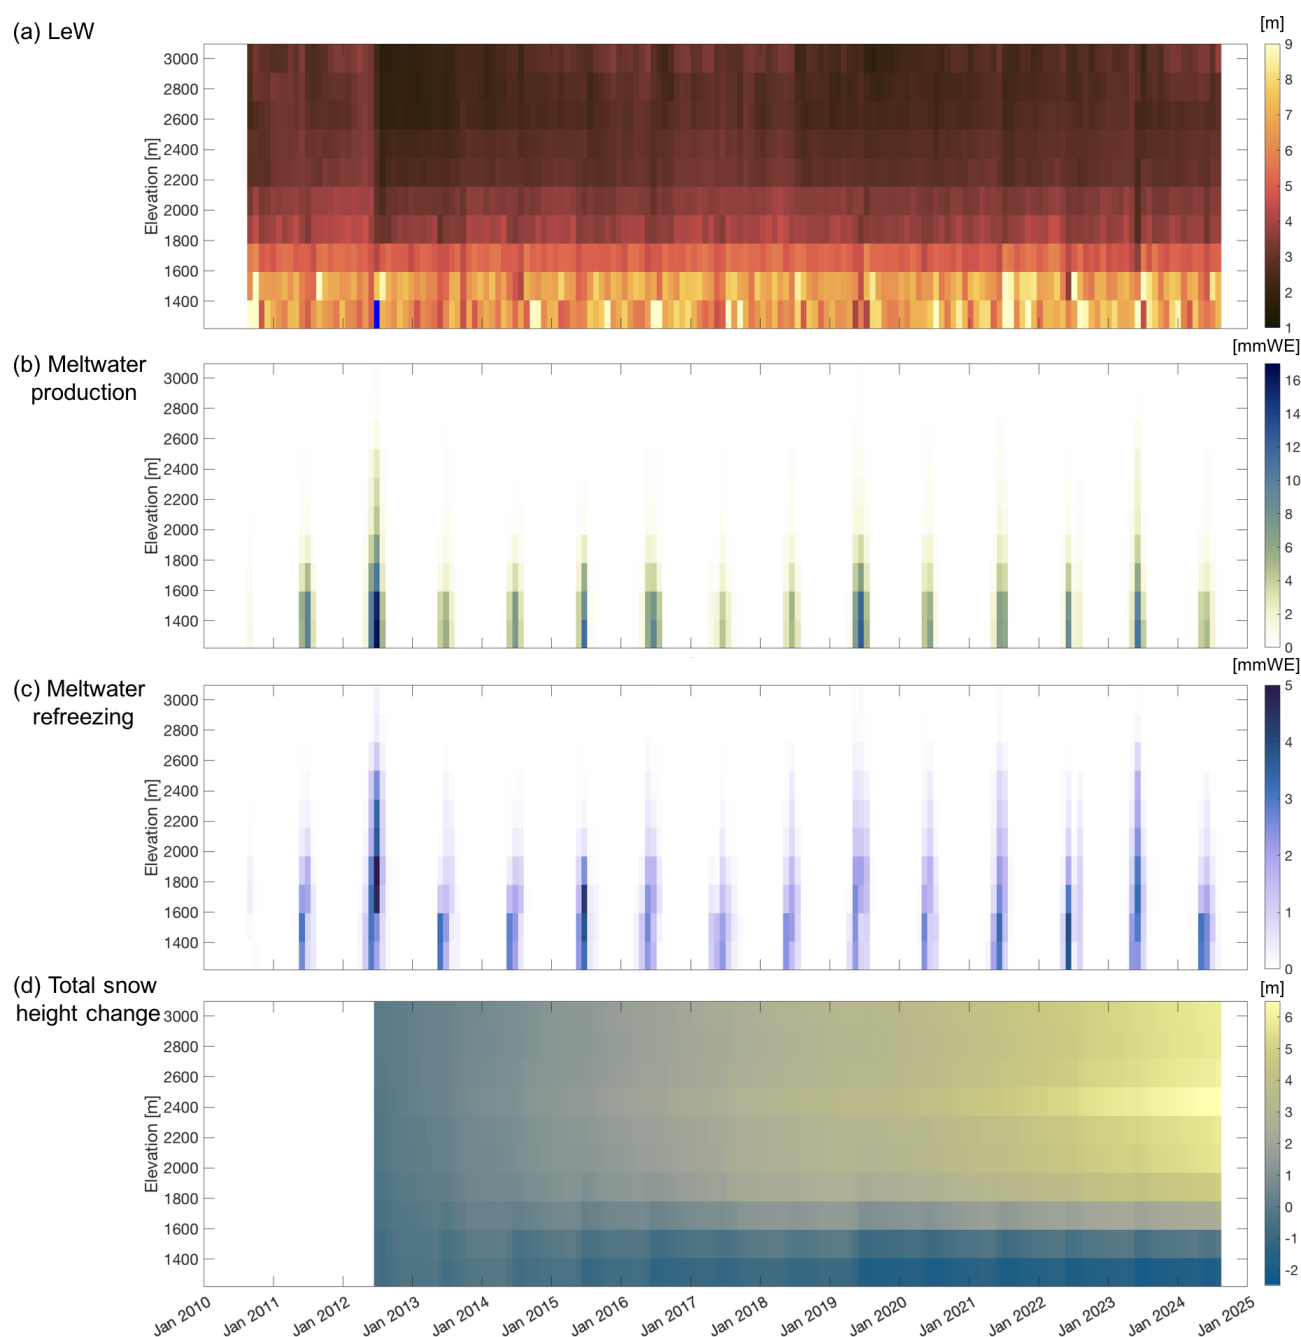 (a) LeW
[m]
Elevation [m]
3000
2800
2600
2400
2200
2000
1800
1600
1400
9
8
7
6
5
4
3
2
1
(b) Meltwater
production
[mmWE]
Elevation [m]
3000
2800
2600
2400
2200
2000
1800
1600
1400
16
14
12
10
8
6
4
2
0
(c) Meltwater
refreezing
[mmWE]
Elevation [m]
3000
2800
2600
2400
2200
2000
1800
1600
1400
5
4
3
2
1
0
(d) Total snow
height change
[m]
Elevation [m]
3000
2800
2600
2400
2200
2000
1800
1600
1400
6
5
4
3
2
1
0
-1
-2
Jan 2010
Jan 2011
Jan 2012
Jan 2013
Jan 2014
Jan 2015
Jan 2016
Jan 2017
Jan 2018
Jan 2019
Jan 2020
Jan 2021
Jan 2022
Jan 2023
Jan 2024
Jan 2025